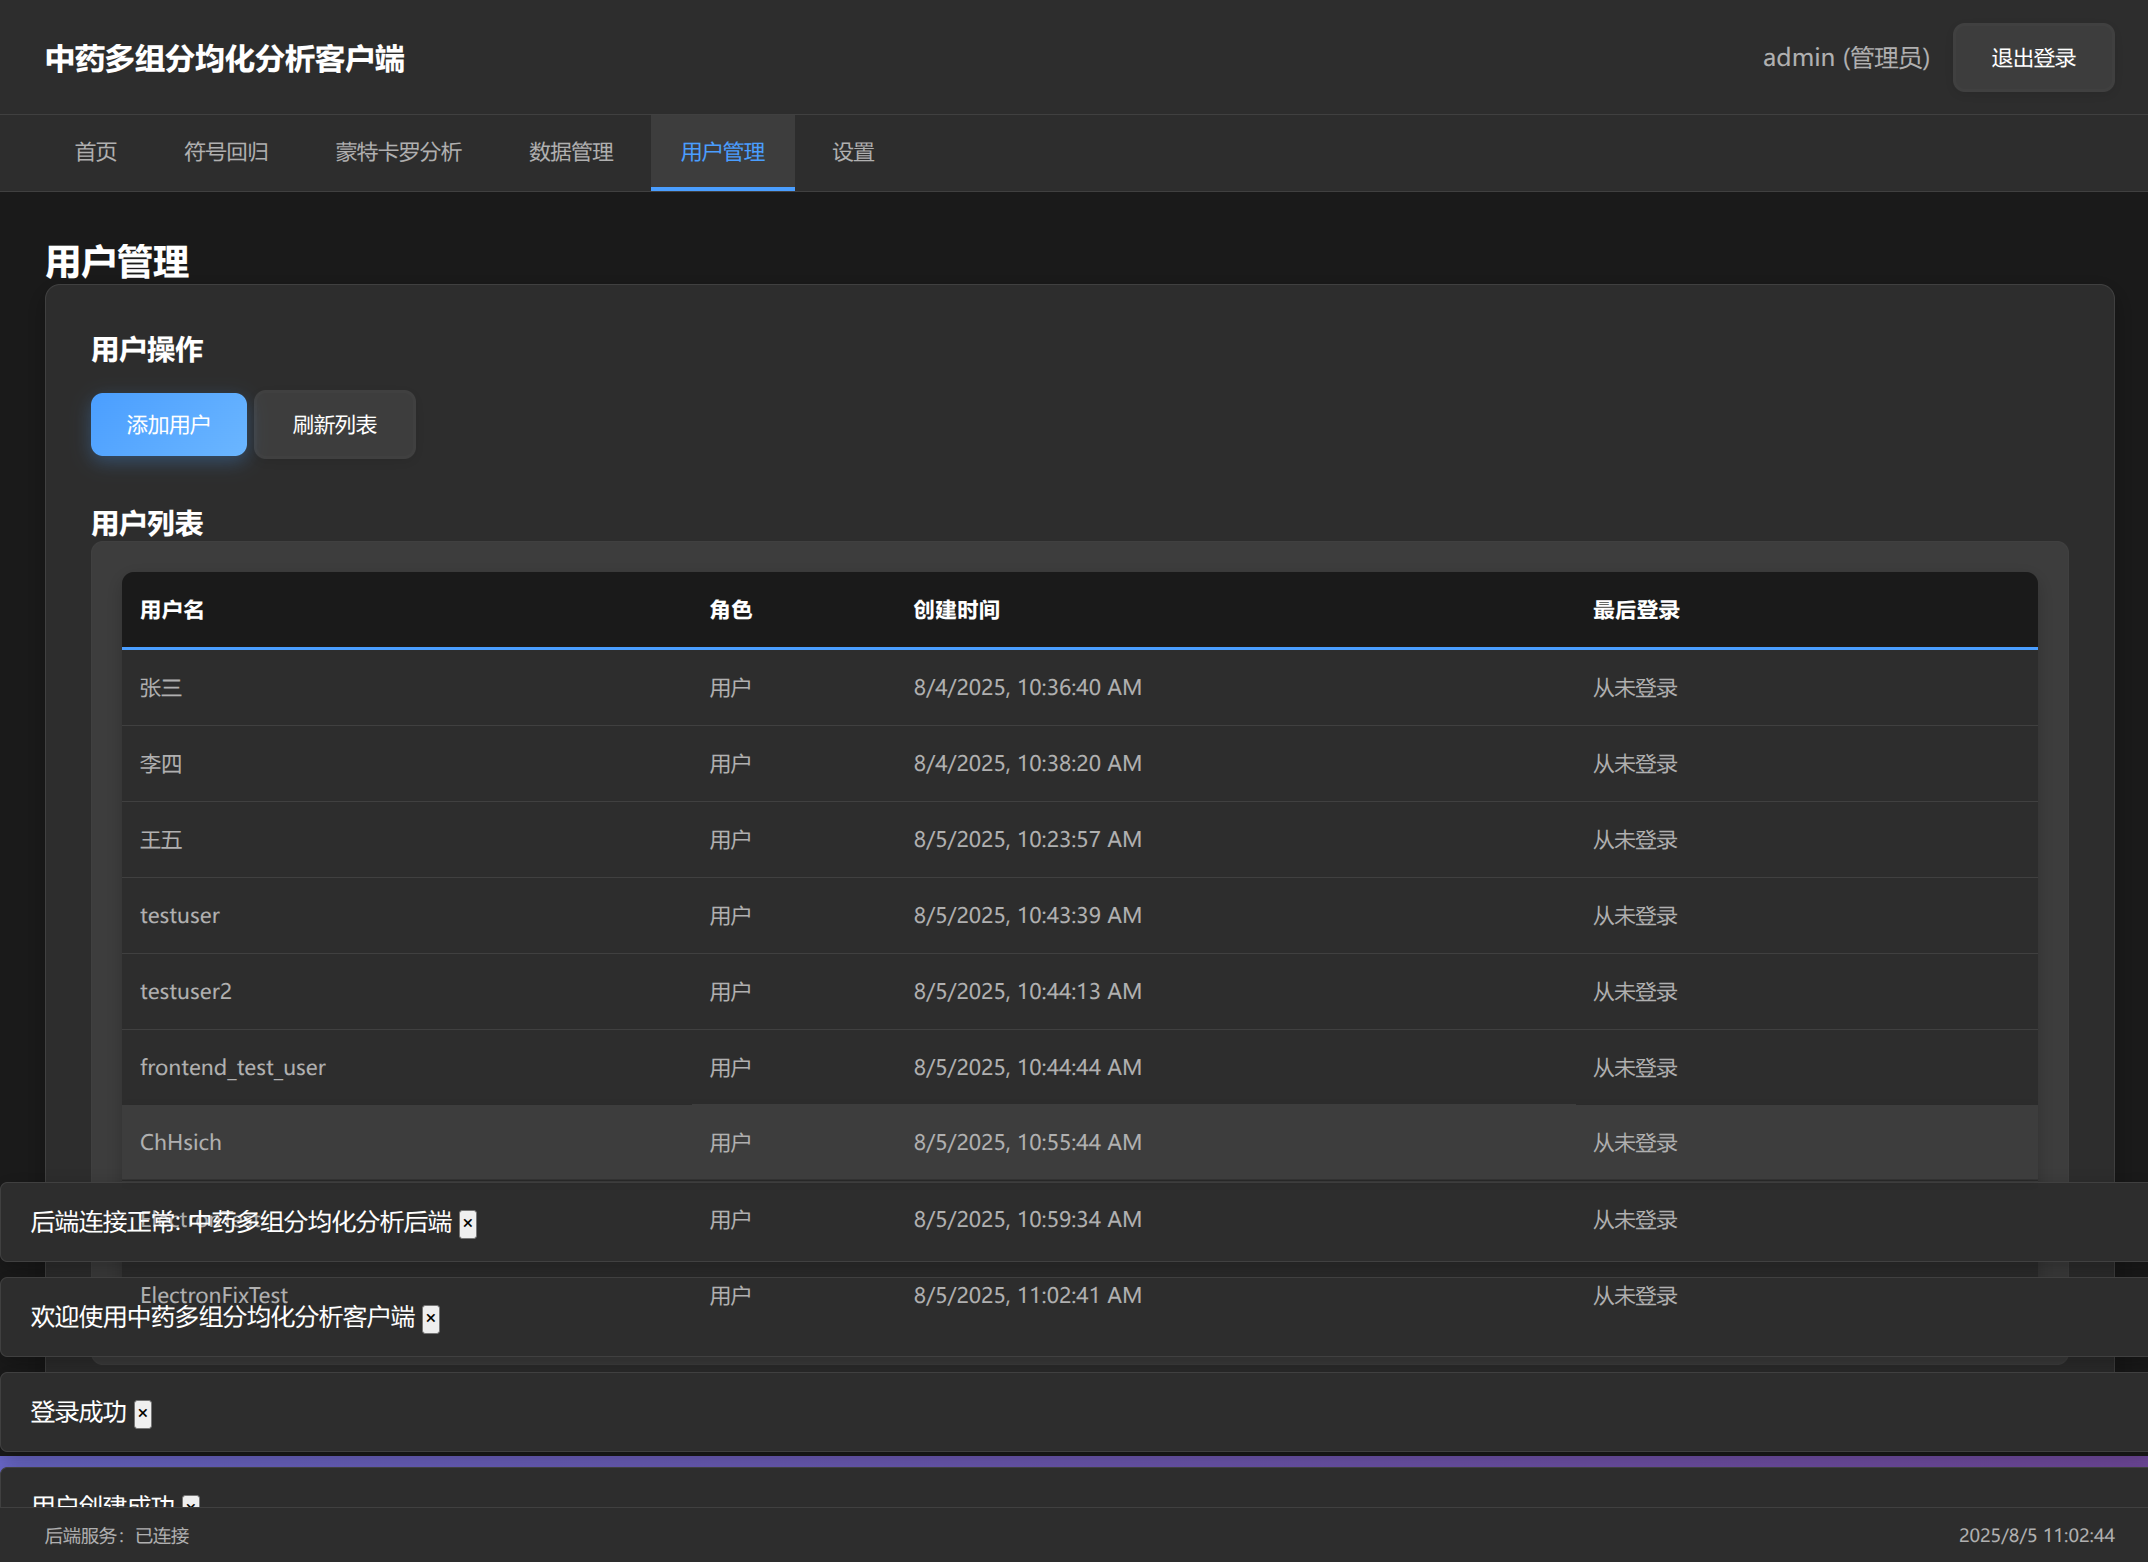 中药多组分均化分析客户端
admin (管理员)
退出登录
首页
符号回归
蒙特卡罗分析
数据管理
用户管理
设置
用户管理
用户操作
添加用户
刷新列表
用户列表
用户名 角色 创建时间 最后登录
张三 用户 8/4/2025, 10:36:40 AM 从未登录
李四 用户 8/4/2025, 10:38:20 AM 从未登录
王五 用户 8/5/2025, 10:23:57 AM 从未登录
testuser 用户 8/5/2025, 10:43:39 AM 从未登录
testuser2 用户 8/5/2025, 10:44:13 AM 从未登录
frontend_test_user 用户 8/5/2025, 10:44:44 AM 从未登录
ChHsich 用户 8/5/2025, 10:55:44 AM 从未登录
用户 8/5/2025, 10:59:34 AM 从未登录
后端连接正常: 中药多组分均化分析后端 ×
ElectronFixTest 用户 8/5/2025, 11:02:41 AM 从未登录
欢迎使用中药多组分均化分析客户端 ×
登录成功 ×
用户创建成功 ×
后端服务: 已连接
2025/8/5 11:02:44